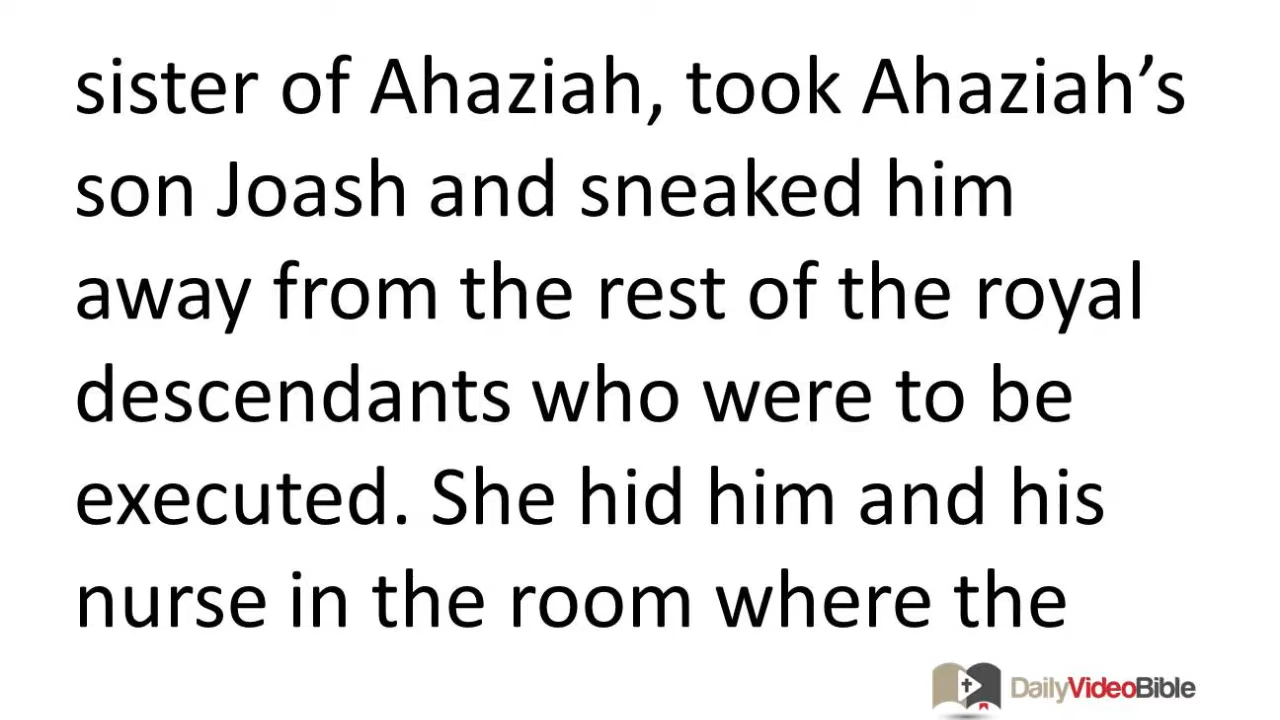 sister of Ahaziah, took Ahaziah’s
son Joash and sneaked him
away from the rest of the royal
descendants who were to be
executed. She hid him and his
nurse in the room where the
DailyVideoBible